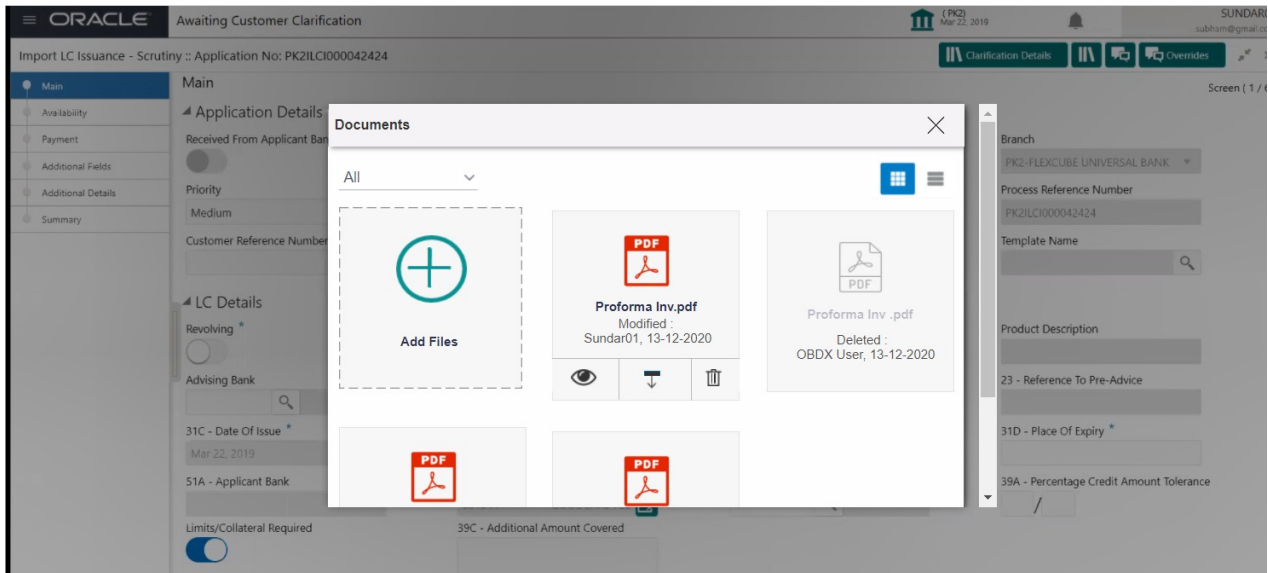 ORACLE
Awaiting Customer Clarification
(PK2)
Mar 22, 2019
subham@gmail.co
Import LC Issuance - Scrutiny :: Application No: PK2ILCI000042424
Clarification Details
Overrides
Main
Availability
Payment
Additional Fields
Additional Details
Summary
Main
Screen ( 1 / 6
Application Details
Received From Applicant Ban
Branch
PK2-FLEXCUBE UNIVERSAL BANK
Priority
Medium
Process Reference Number
PK2ILCI000042424
Customer Reference Number
Template Name
LC Details
Revolving *
Product Description
Advising Bank
23 - Reference To Pre-Advice
31C - Date Of Issue *
Mar 22, 2019
31D - Place Of Expiry *
51A - Applicant Bank
39A - Percentage Credit Amount Tolerance
/
Limits/Collateral Required
39C - Additional Amount Covered
Documents
All
Add Files
PDF
Proforma Inv.pdf
Modified :
Sundar01, 13-12-2020
PDF
Proforma Inv .pdf
Deleted :
OBDX User, 13-12-2020
PDF
PDF